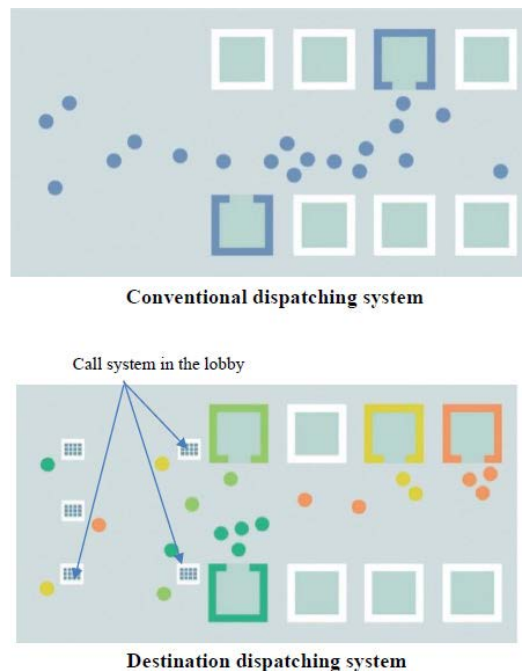 Conventional dispatching system
Call system in the lobby
Destination dispatching system